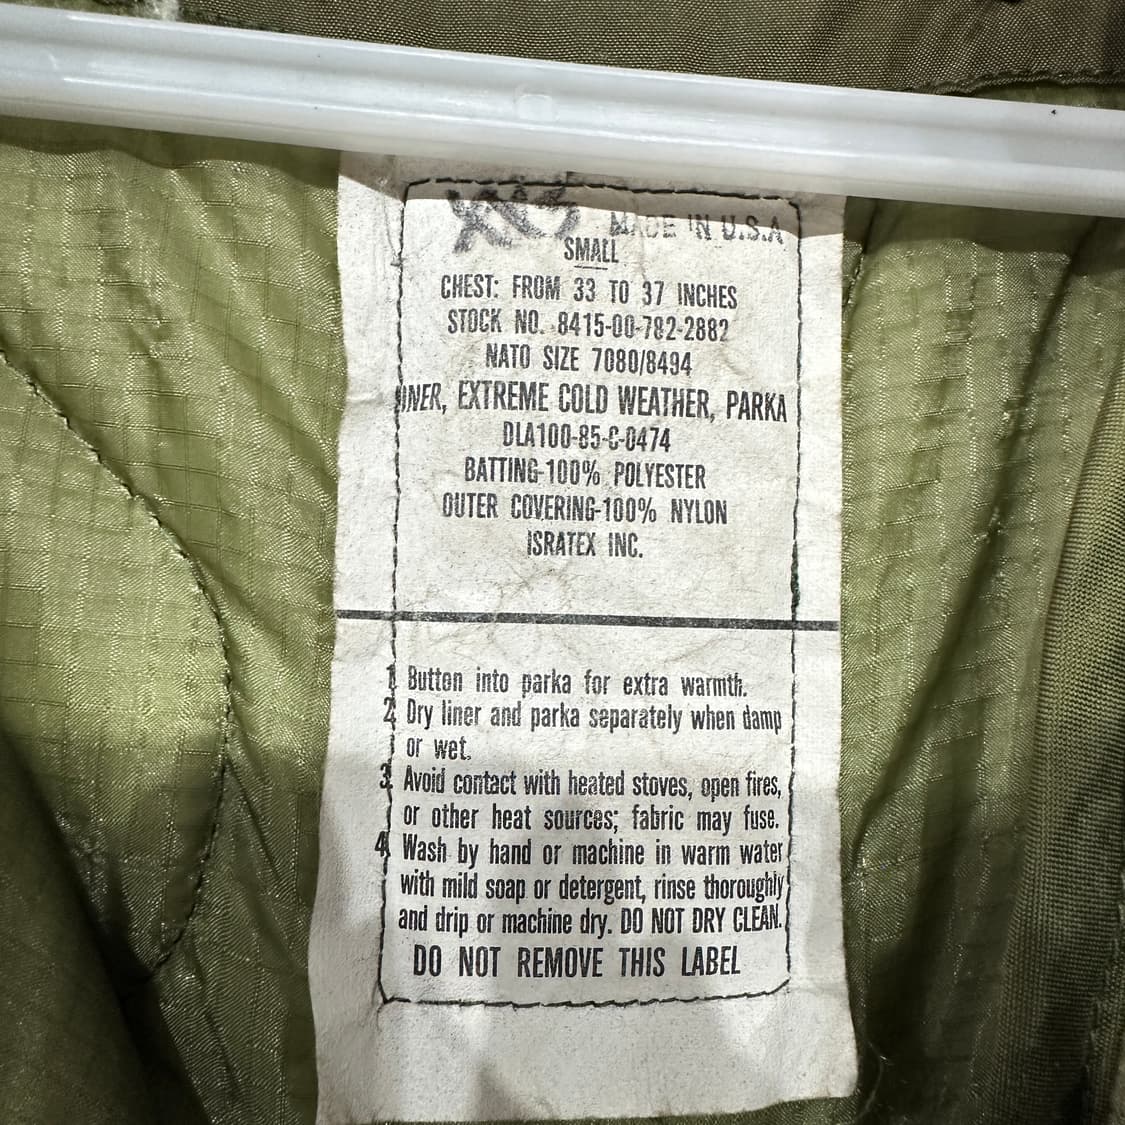 MADE IN U.S.A
SMALL
CHEST: FROM 33 TO 37 INCHES
STOCK NO. 8415-00-782-2882
NATO SIZE 7080/8494
LINER, EXTREME COLD WEATHER, PARKA
DLA100-85-C-0474
BATTING-100% POLYESTER
OUTER COVERING-100% NYLON
ISRATEX INC.
1 Button into parka for extra warmth.
2 Dry liner and parka separately when damp
or wet.
3 Avoid contact with heated stoves, open fires,
or other heat sources; fabric may fuse.
4 Wash by hand or machine in warm water
with mild soap or detergent, rinse thoroughly
and drip or machine dry. DO NOT DRY CLEAN.
DO NOT REMOVE THIS LABEL